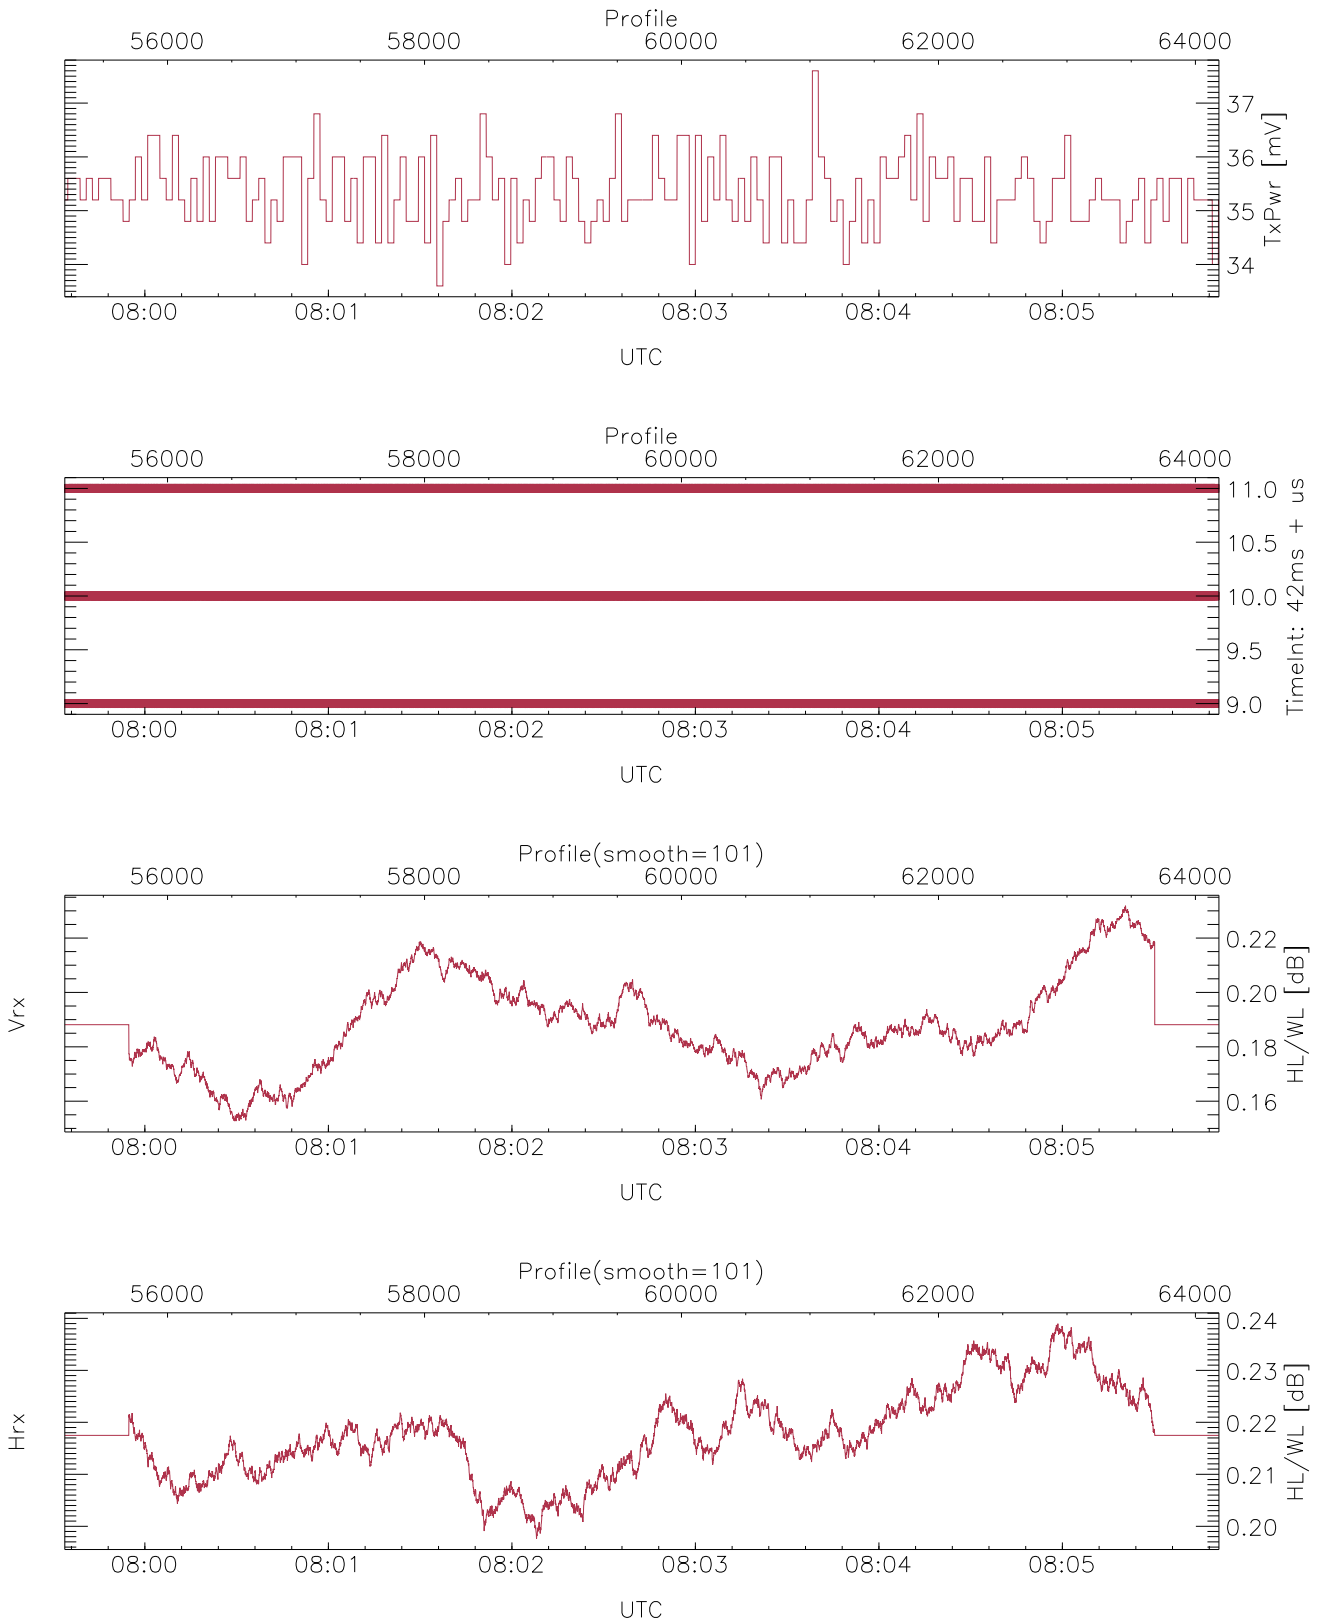 Profile
56000 58000 60000 62000 64000
37
36
35
34
TxPwr [mV]
08:00 08:01 08:02 08:03 08:04 08:05
UTC
Profile
56000 58000 60000 62000 64000
11.0
10.5
10.0
9.5
9.0
TimeInt: 42ms + us
08:00 08:01 08:02 08:03 08:04 08:05
UTC
Profile(smooth=101)
56000 58000 60000 62000 64000
Vrx
0.22
0.20
0.18
0.16
HL/WL [dB]
08:00 08:01 08:02 08:03 08:04 08:05
UTC
Profile(smooth=101)
56000 58000 60000 62000 64000
Hrx
0.24
0.23
0.22
0.21
0.20
HL/WL [dB]
08:00 08:01 08:02 08:03 08:04 08:05
UTC